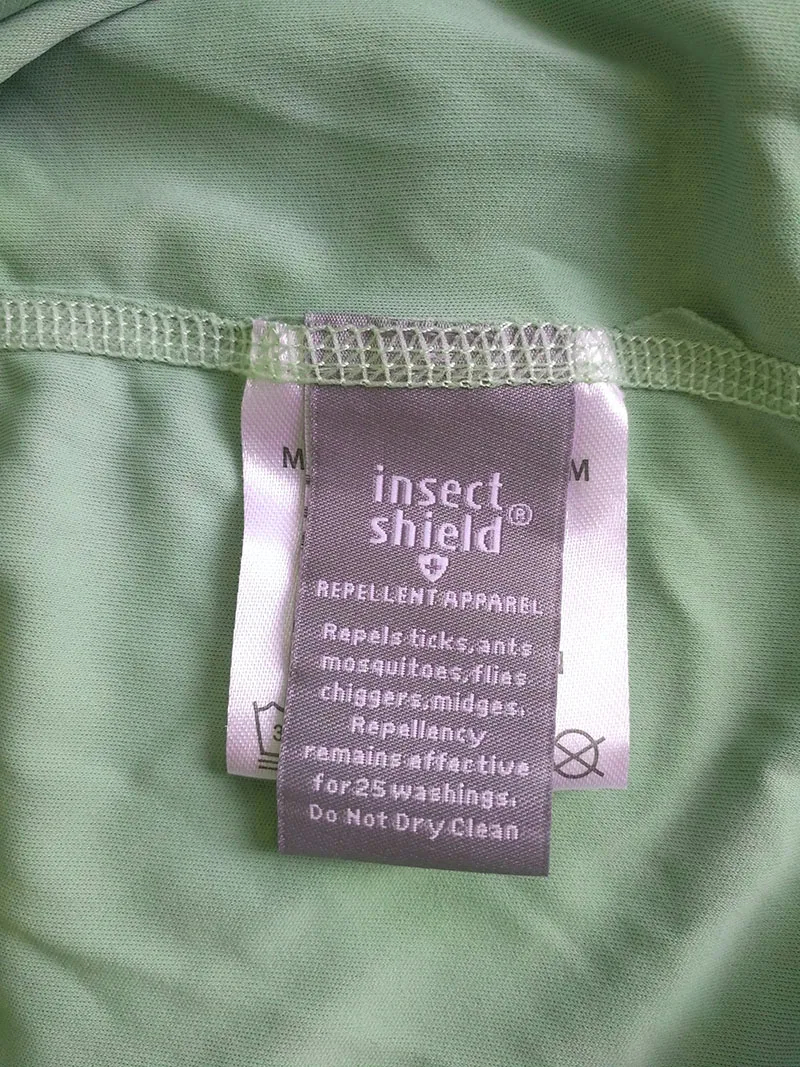 M
M
insect
shield®
REPELLENT APPAREL
Repels ticks, ants
mosquitoes, flies
chiggers, midges.
Repellency
remains effective
for 25 washings.
Do Not Dry Clean
3